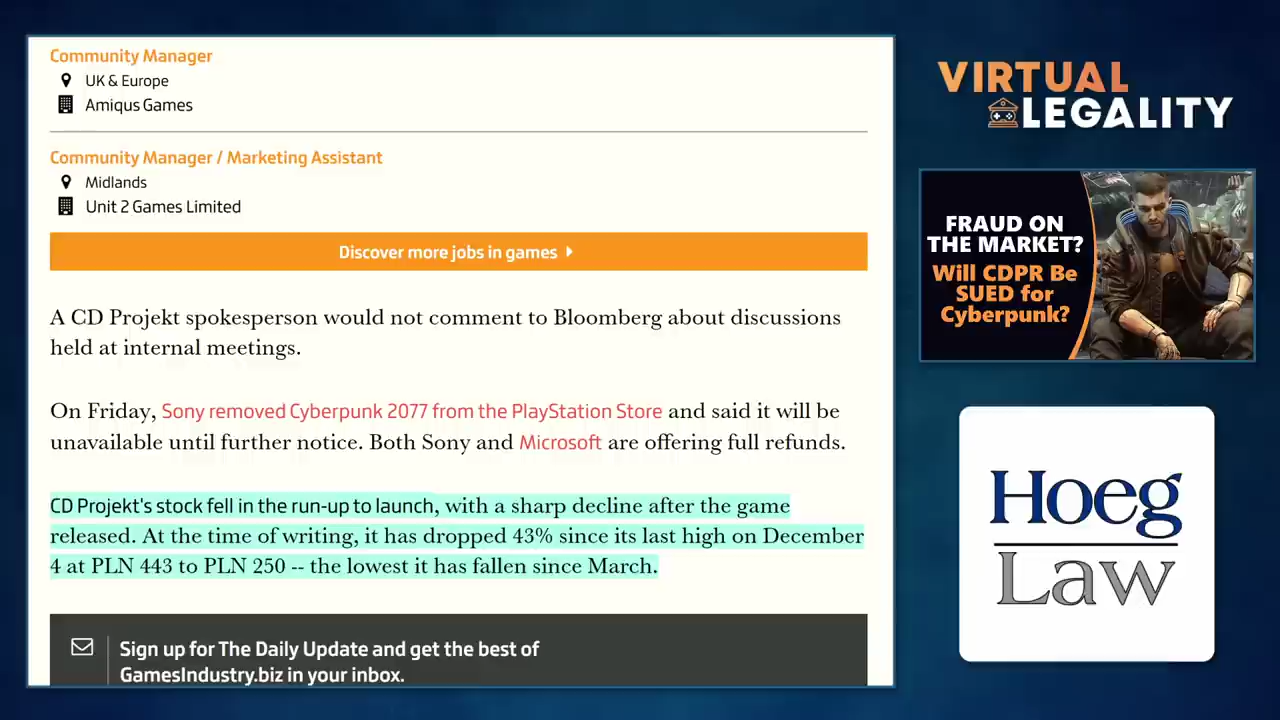 Community Manager
UK & Europe
Amiqus Games
Community Manager / Marketing Assistant
Midlands
Unit 2 Games Limited
Discover more jobs in games
A CD Projekt spokesperson would not comment to Bloomberg about discussions
held at internal meetings.
On Friday, Sony removed Cyberpunk 2077 from the PlayStation Store and said it will be
unavailable until further notice. Both Sony and Microsoft are offering full refunds.
CD Projekt's stock fell in the run-up to launch, with a sharp decline after the game
released. At the time of writing, it has dropped 43% since its last high on December
4 at PLN 443 to PLN 250 -- the lowest it has fallen since March.
Sign up for The Daily Update and get the best of
GamesIndustry.biz in your inbox.
VIRTUAL
LEGALITY
FRAUD ON
THE MARKET?
Will CDPR Be
SUED for
Cyberpunk?
Hoeg
Law